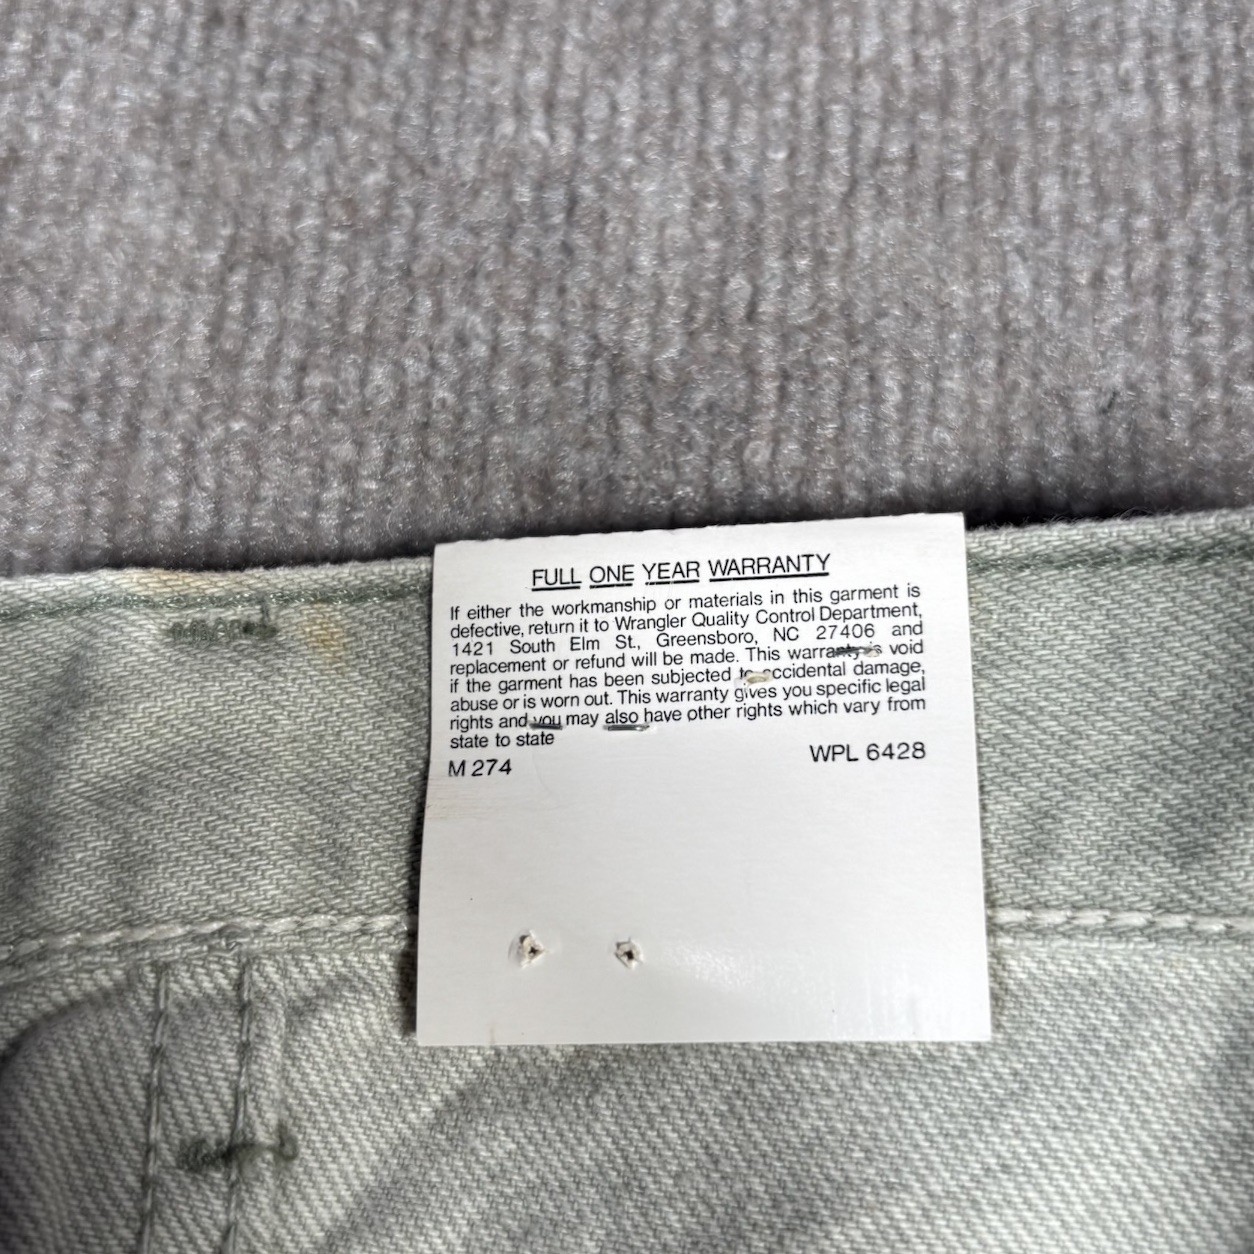 FULL ONE YEAR WARRANTY
If either the workmanship or materials in this garment is
defective, return it to Wrangler Quality Control Department,
1421 South Elm St., Greensboro, NC 27406 and
replacement or refund will be made. This warranty is void
if the garment has been subjected to accidental damage,
abuse or is worn out. This warranty gives you specific legal
rights and you may also have other rights which vary from
state to state
M 274 WPL 6428